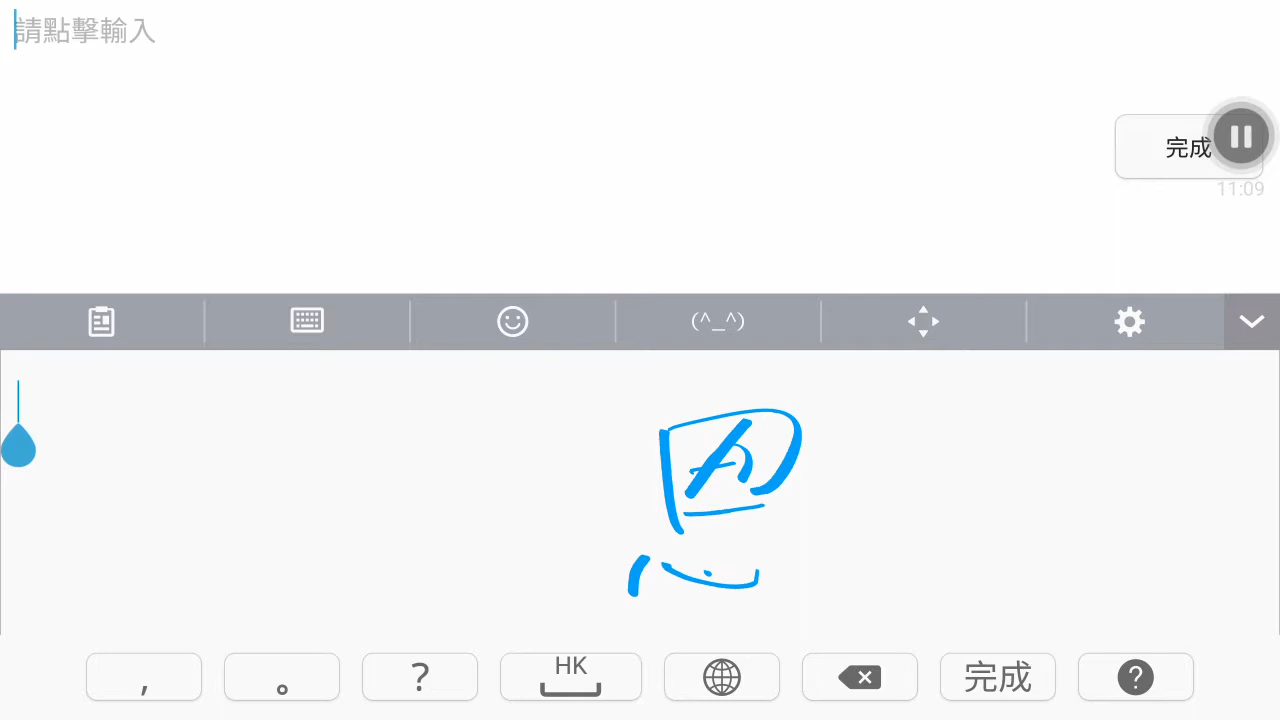 請點擊輸入
完成
11:09
(^_^)
恩
, 。 ? HK 完成 ?